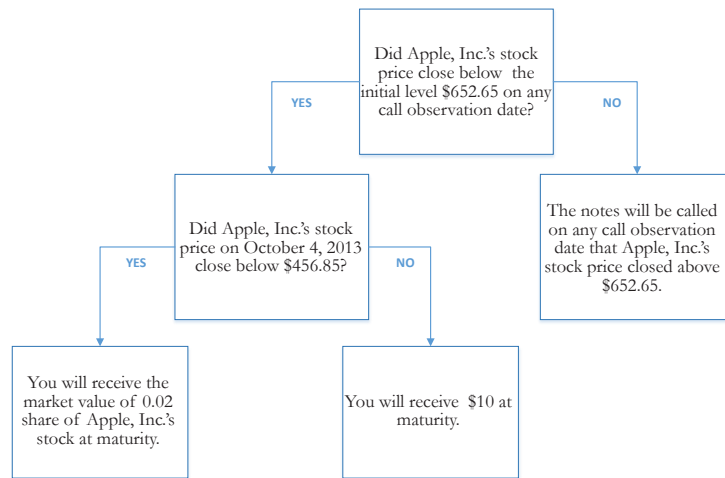 Did Apple, Inc.'s stock
price close below the
initial level $652.65 on any
call observation date?
YES
NO
Did Apple, Inc.'s stock
price on October 4, 2013
close below $456.85?
The notes will be called
on any call observation
date that Apple, Inc.'s
stock price closed above
$652.65.
YES
NO
You will receive the
market value of 0.02
share of Apple, Inc.'s
stock at maturity.
You will receive $10 at
maturity.